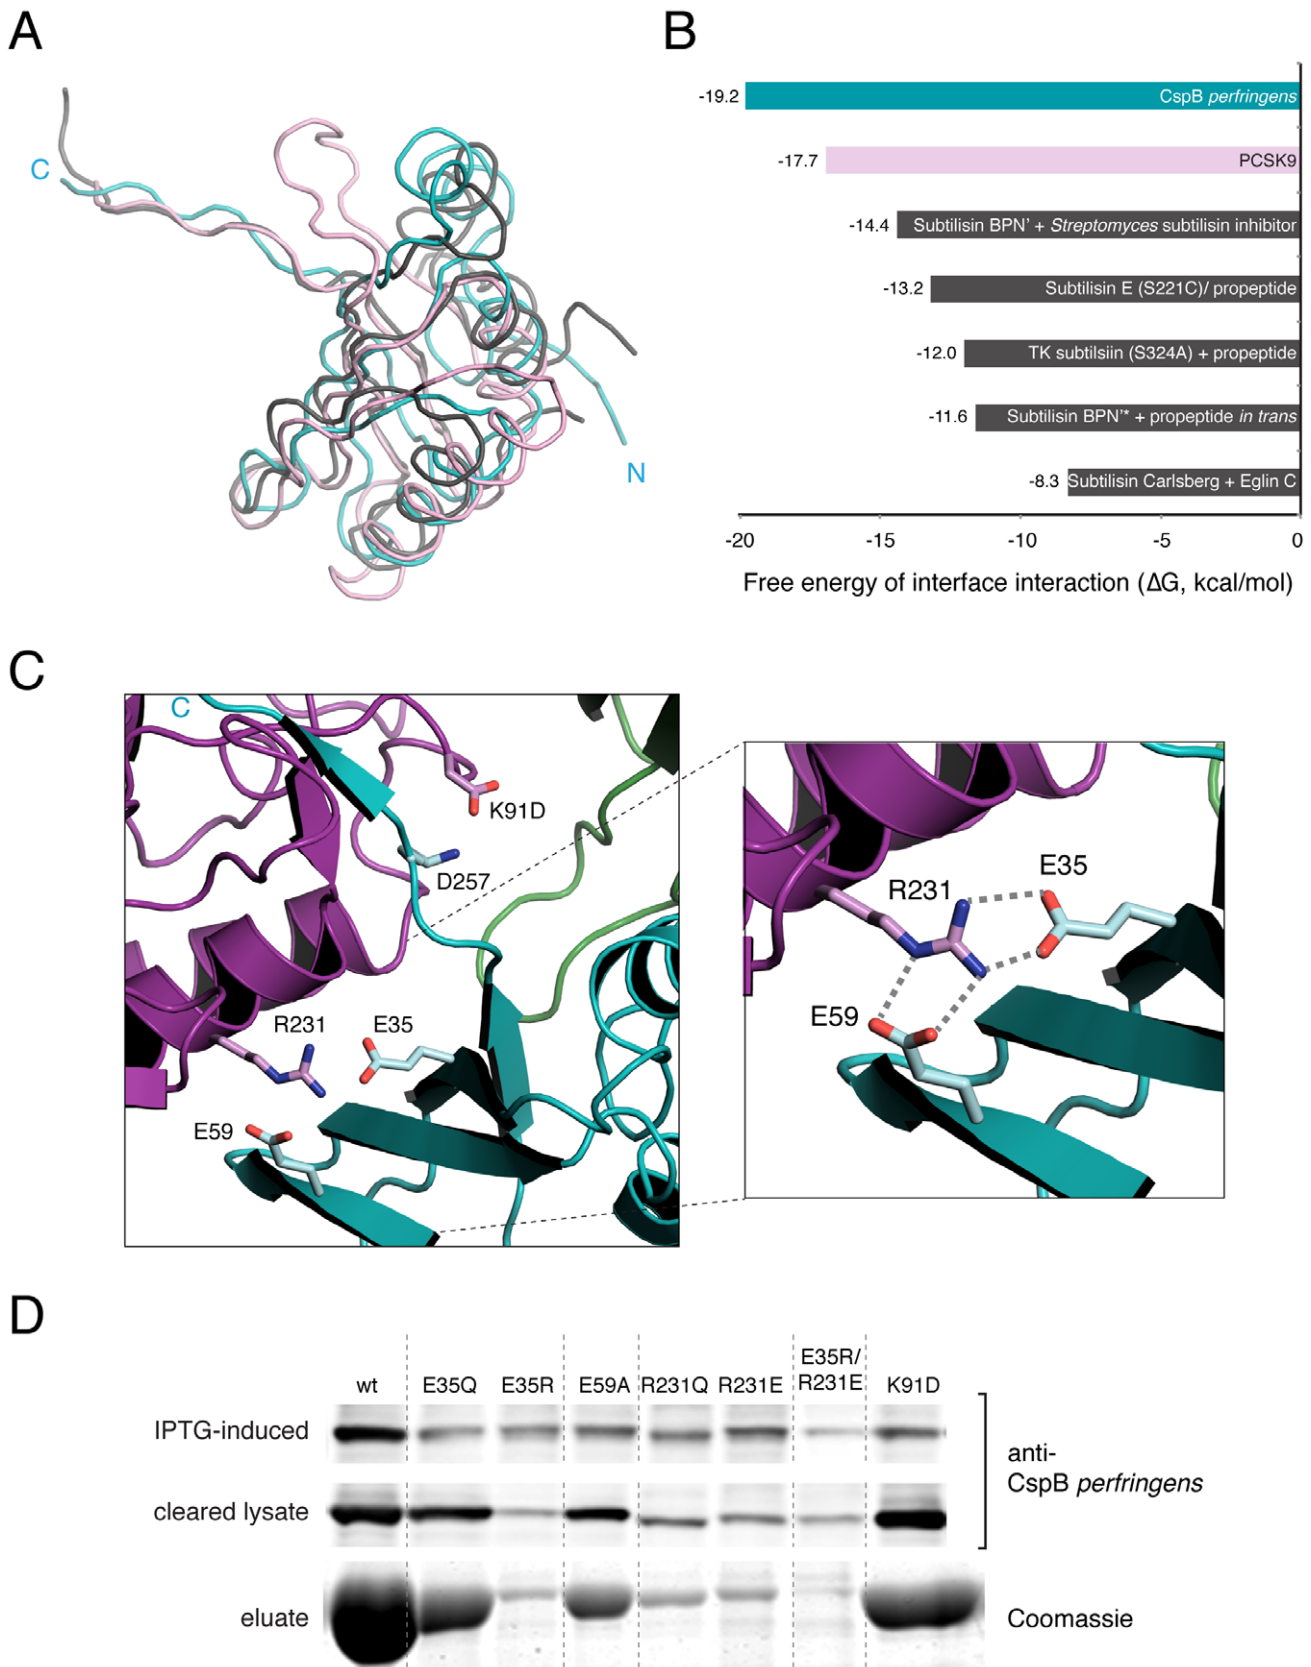 A
C
N
B
-19.2 CspB perfringens
-17.7 PCSK9
-14.4 Subtilisin BPN’ + Streptomyces subtilisin inhibitor
-13.2 Subtilisin E (S221C)/ propeptide
-12.0 TK subtilsiin (S324A) + propeptide
-11.6 Subtilisin BPN’* + propeptide in trans
-8.3 Subtilisin Carlsberg + Eglin C
-20 -15 -10 -5 0
Free energy of interface interaction (ΔG, kcal/mol)
C
C
K91D
D257
R231 E35
E59
E35
R231
E59
D
E35R/
wt E35Q E35R E59A R231Q R231E R231E K91D
IPTG-induced
cleared lysate
anti-
CspB perfringens
eluate
Coomassie